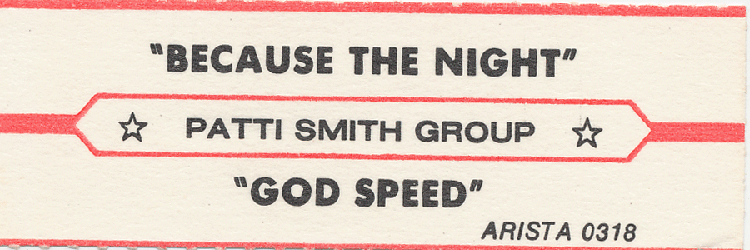 "BECAUSE THE NIGHT"
☆ PATTI SMITH GROUP ☆
"GOD SPEED"
ARISTA 0318